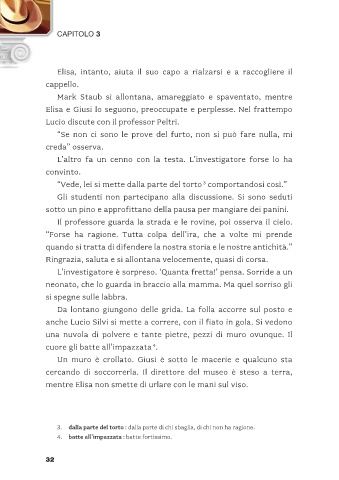 CAPITOLO 3
Elisa, intanto, aiuta il suo capo a rialzarsi e a raccogliere il
cappello.
Mark Staub si allontana, amareggiato e spaventato, mentre
Elisa e Giusi lo seguono, preoccupate e perplesse. Nel frattempo
Lucio discute con il professor Peltri.
“Se non ci sono le prove del furto, non si può fare nulla, mi
creda” osserva.
L’altro fa un cenno con la testa. L’investigatore forse lo ha
convinto.
“Vede, lei si mette dalla parte del torto³ comportandosi così.”
Gli studenti non partecipano alla discussione. Si sono seduti
sotto un pino e approfittano della pausa per mangiare dei panini.
Il professore guarda la strada e le rovine, poi osserva il cielo.
“Forse ha ragione. Tutta colpa dell’ira, che a volte mi prende
quando si tratta di difendere la nostra storia e le nostre antichità.”
Ringrazia, saluta e si allontana velocemente, quasi di corsa.
L’investigatore è sorpreso. ‘Quanta fretta!’ pensa. Sorride a un
neonato, che lo guarda in braccio alla mamma. Ma quel sorriso gli
si spegne sulle labbra.
Da lontano giungono delle grida. La folla accorre sul posto e
anche Lucio Silvi si mette a correre, con il fiato in gola. Si vedono
una nuvola di polvere e tante pietre, pezzi di muro ovunque. Il
cuore gli batte all’impazzata⁴.
Un muro è crollato. Giusi è sotto le macerie e qualcuno sta
cercando di soccorrerla. Il direttore del museo è steso a terra,
mentre Elisa non smette di urlare con le mani sul viso.
3. dalla parte del torto : dalla parte di chi sbaglia, di chi non ha ragione.
4. batte all’impazzata : batte fortissimo.
32